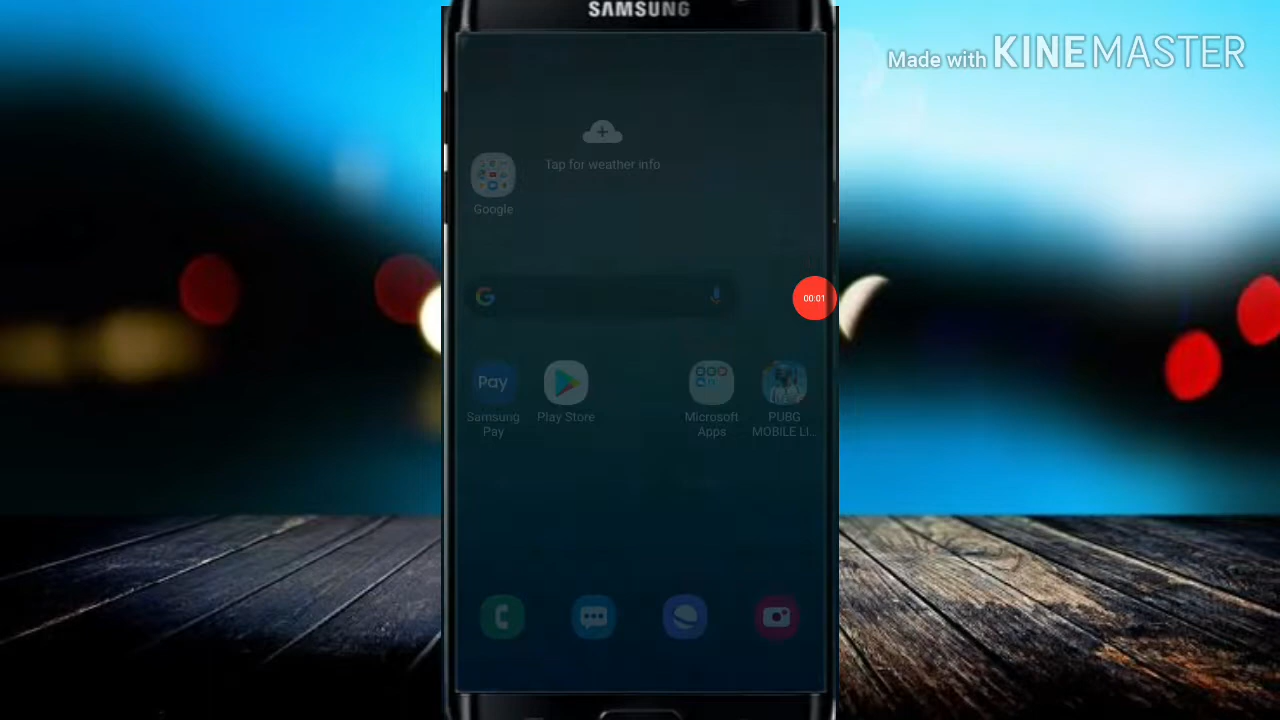 SAMSUNG
Made with KINEMASTER
Tap for weather info
Google
00:01
Pay
Samsung
Pay
Play Store
Microsoft
Apps
PUBG
MOBILE LI..